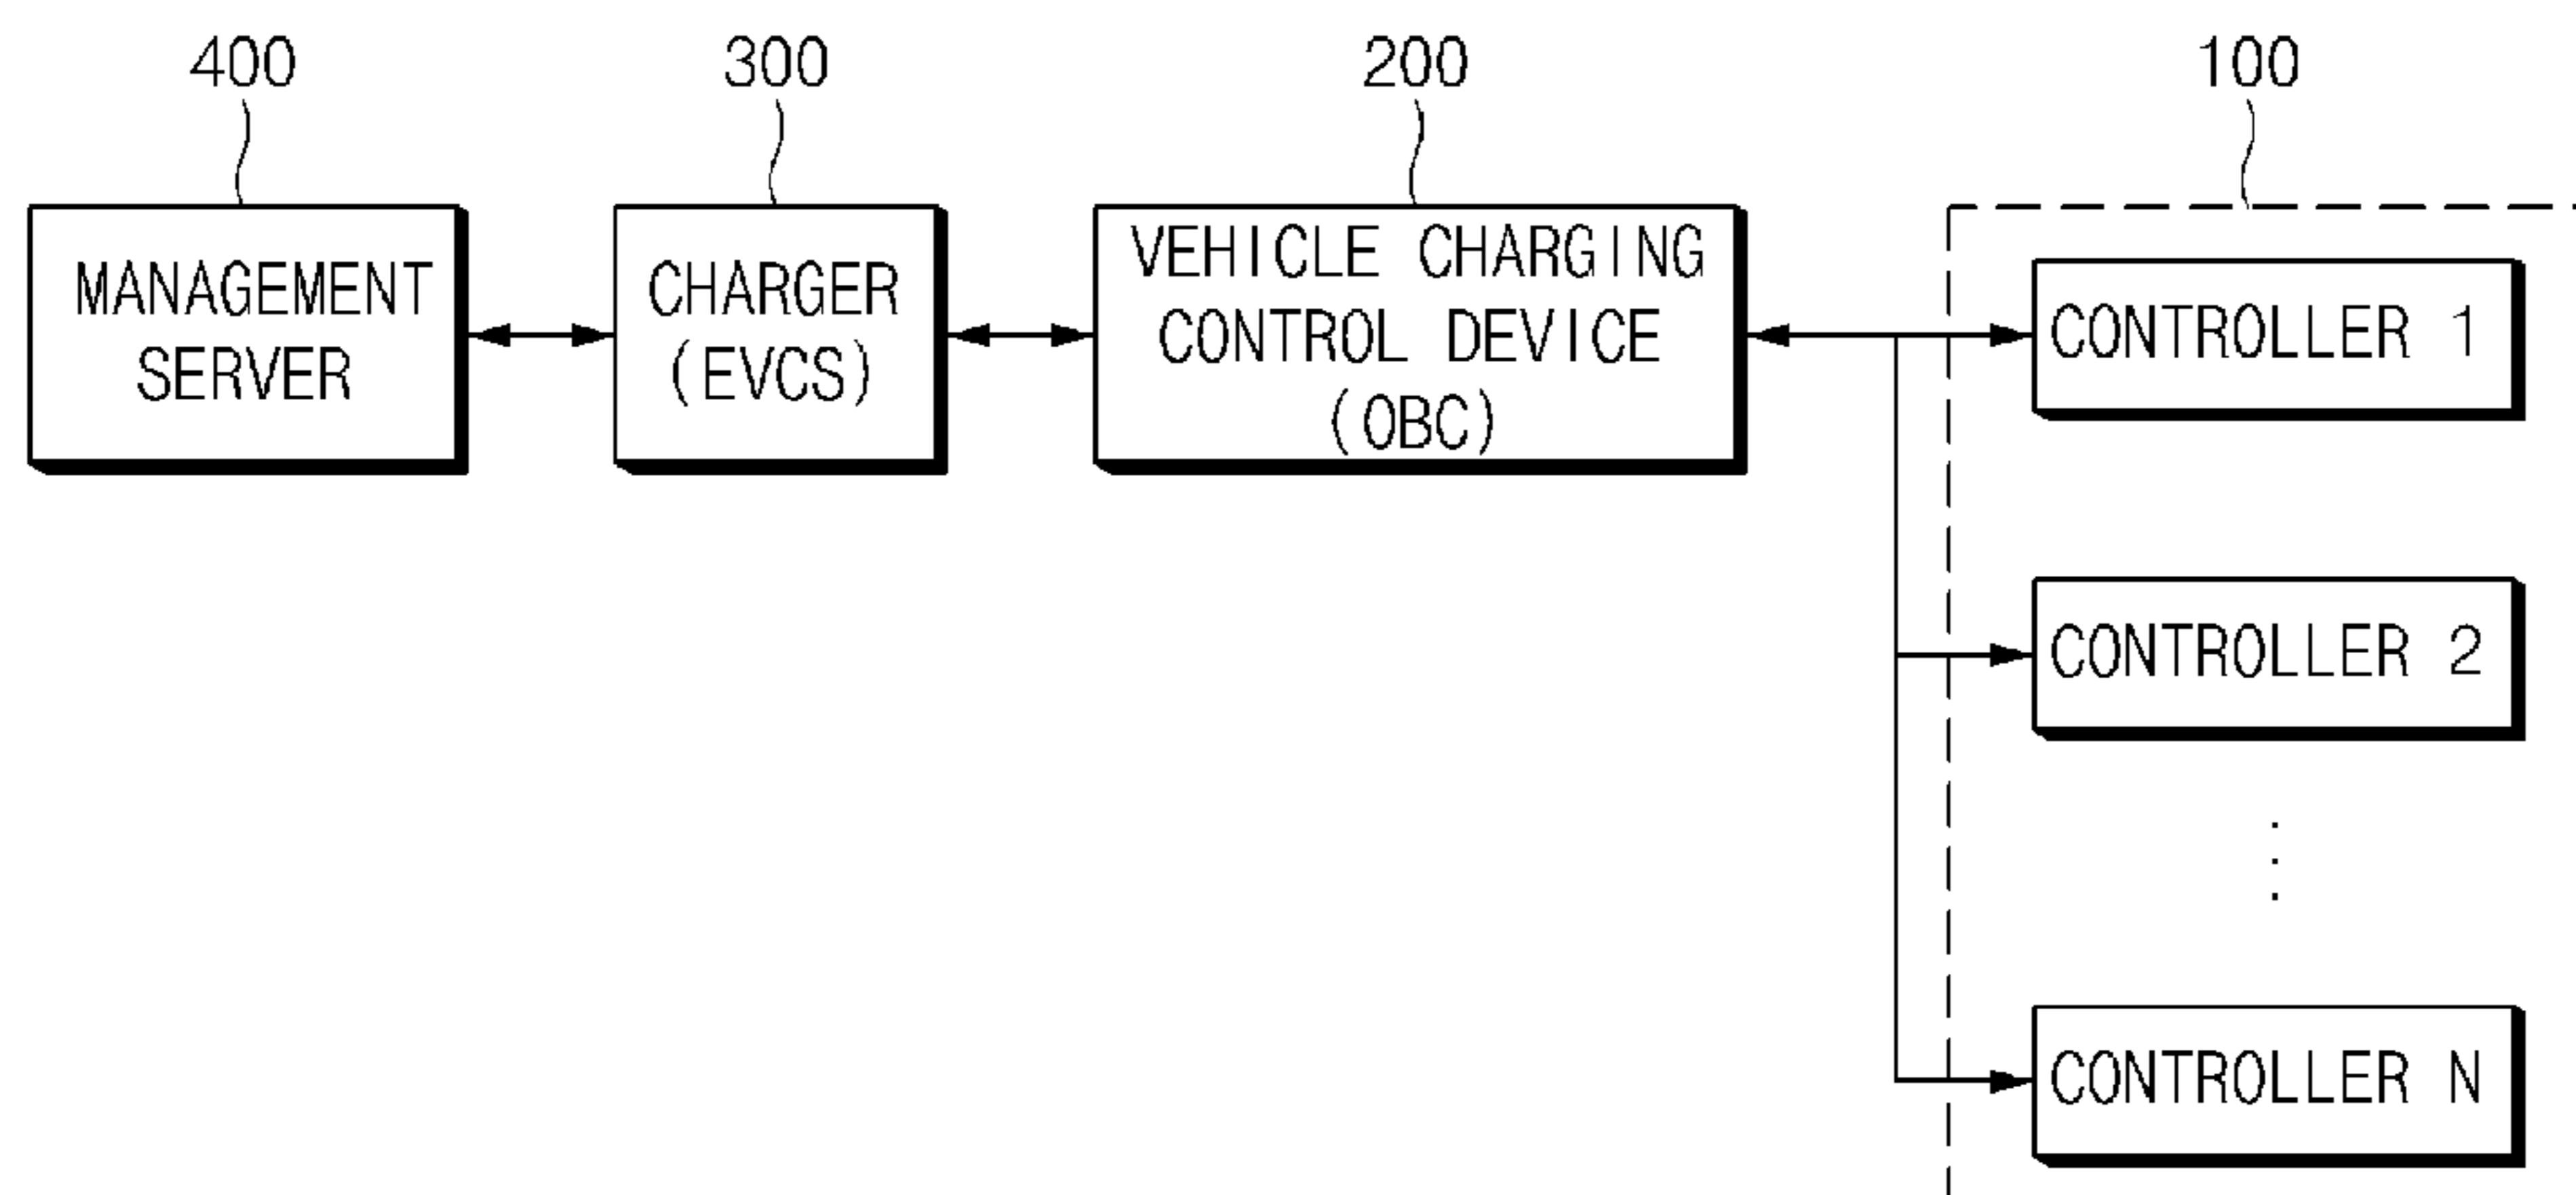 400
300
200
100
MANAGEMENT
SERVER
CHARGER
(EVCS)
VEHICLE CHARGING
CONTROL DEVICE
(OBC)
CONTROLLER 1
CONTROLLER 2
CONTROLLER N